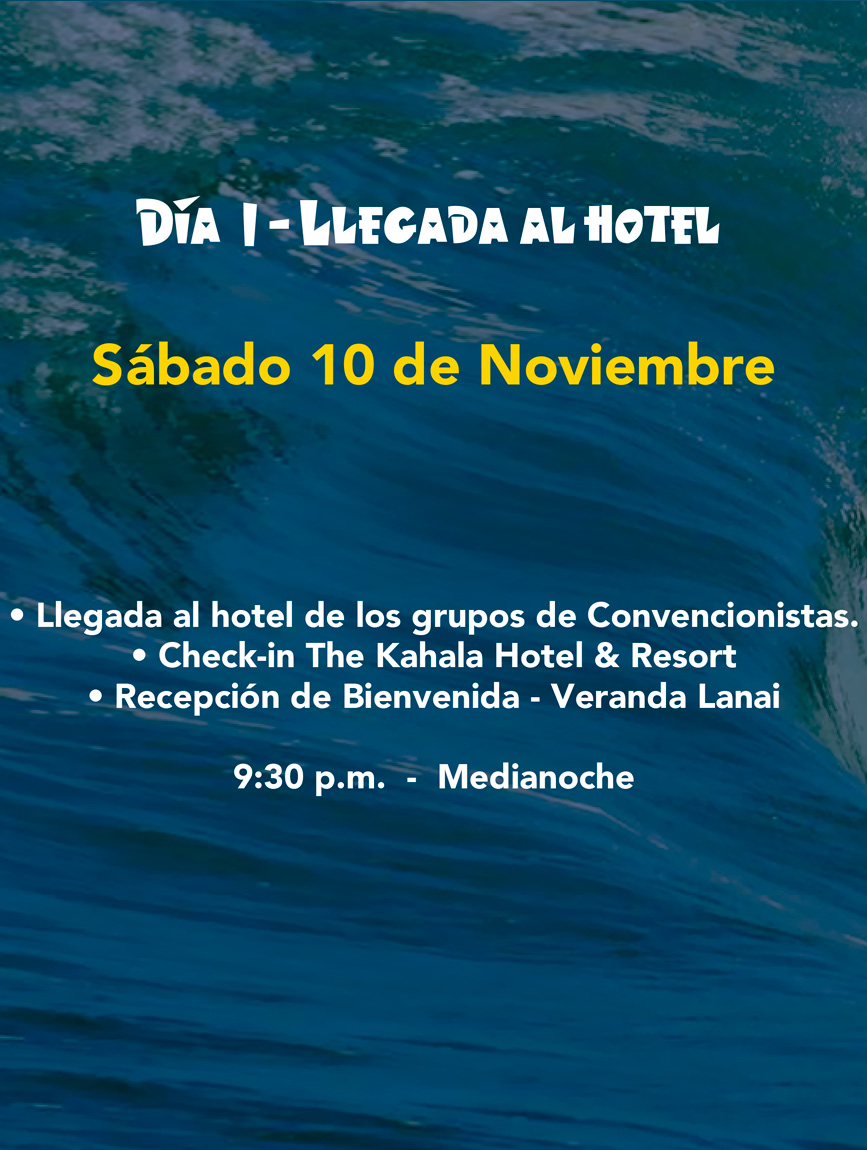 Día 1 - Llegada al hotel
Sábado 10 de Noviembre
• Llegada al hotel de los grupos de Convencionistas.
• Check-in The Kahala Hotel & Resort
• Recepción de Bienvenida - Veranda Lanai
9:30 p.m. - Medianoche